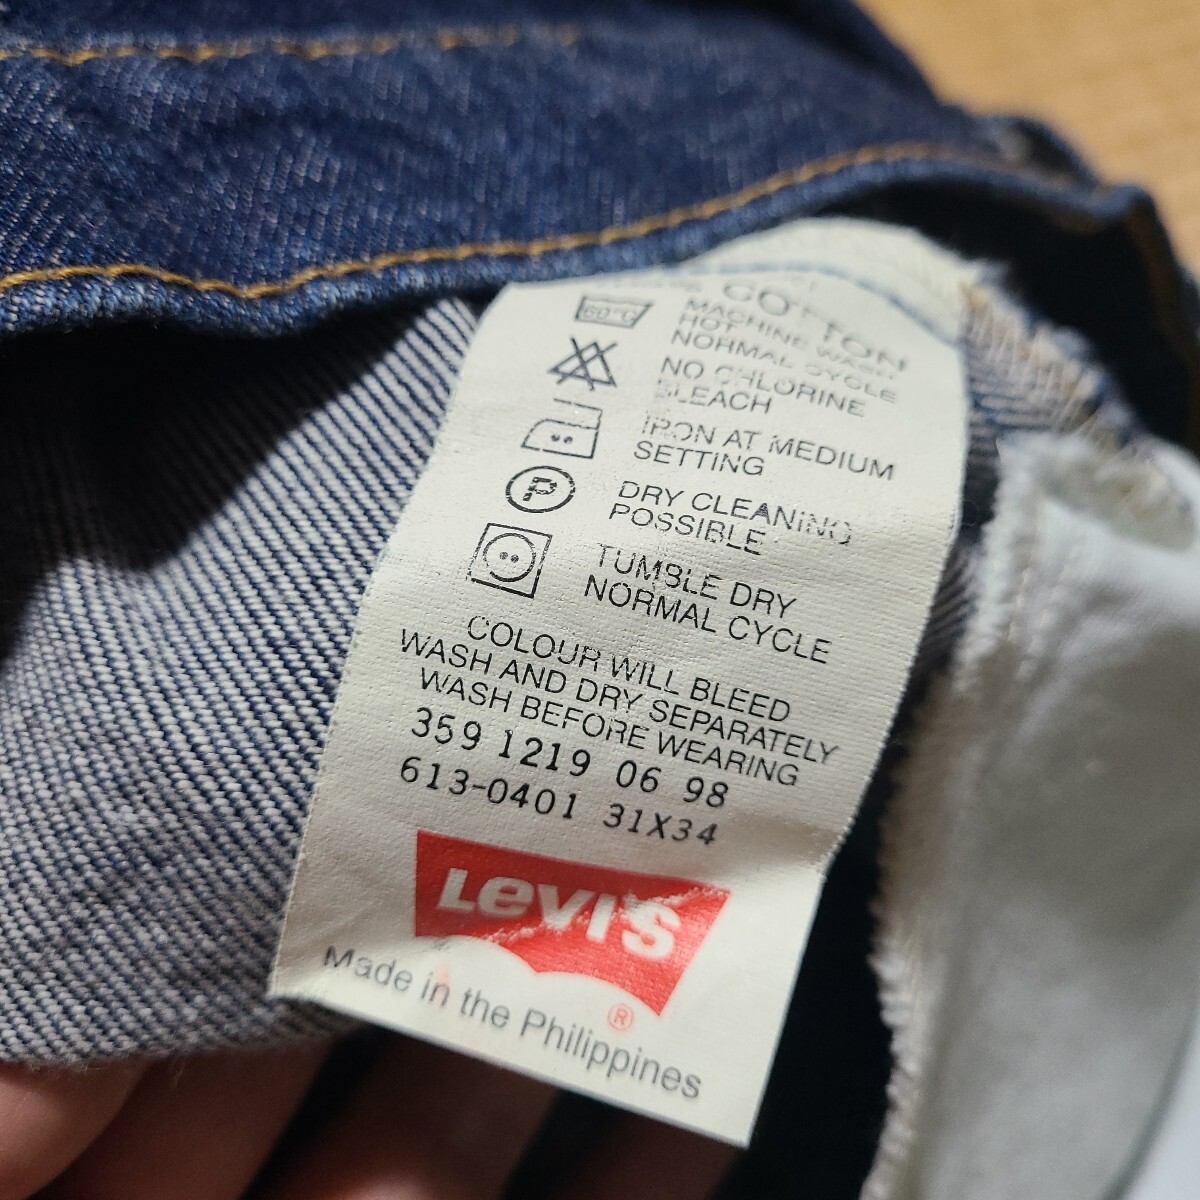 COTTON
60°C
MACHINE WASH
HOT
NORMAL CYCLE
NO CHLORINE
BLEACH
IRON AT MEDIUM
SETTING
P
DRY CLEANING
POSSIBLE
TUMBLE DRY
NORMAL CYCLE
COLOUR WILL BLEED
WASH AND DRY SEPARATELY
WASH BEFORE WEARING
359 1219 06 98
613-0401 31X34
LEVI'S
®
Made in the Philippines